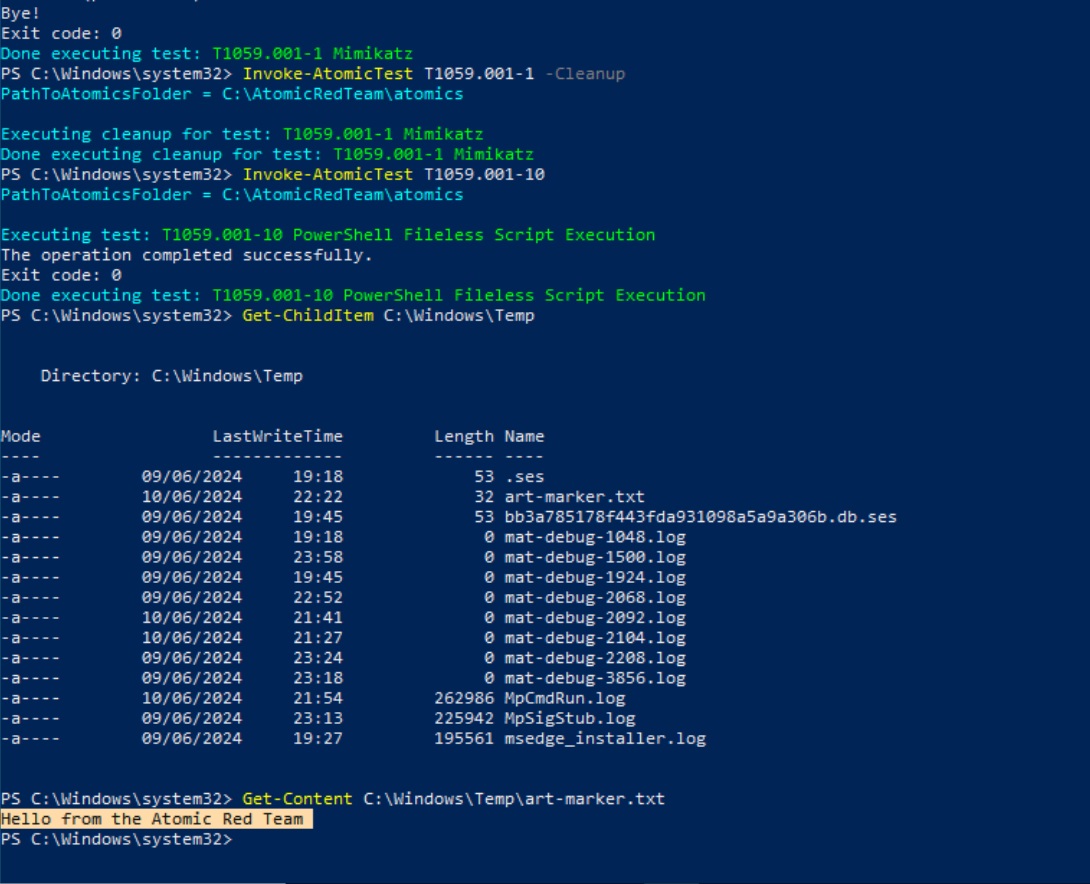 Bye!
Exit code: 0
Done executing test: T1059.001-1 Mimikatz
PS C:\Windows\system32> Invoke-AtomicTest T1059.001-1 -Cleanup
PathToAtomicsFolder = C:\AtomicRedTeam\atomics
Executing cleanup for test: T1059.001-1 Mimikatz
Done executing cleanup for test: T1059.001-1 Mimikatz
PS C:\Windows\system32> Invoke-AtomicTest T1059.001-10
PathToAtomicsFolder = C:\AtomicRedTeam\atomics
Executing test: T1059.001-10 PowerShell Fileless Script Execution
The operation completed successfully.
Exit code: 0
Done executing test: T1059.001-10 PowerShell Fileless Script Execution
PS C:\Windows\system32> Get-ChildItem C:\Windows\Temp
Directory: C:\Windows\Temp
Mode LastWriteTime Length Name
---- ------------- ------ ----
-a---- 09/06/2024 19:18 53 .ses
-a---- 10/06/2024 22:22 32 art-marker.txt
-a---- 09/06/2024 19:45 53 bb3a785178f443fda931098a5a9a306b.db.ses
-a---- 09/06/2024 19:18 0 mat-debug-1048.log
-a---- 09/06/2024 23:58 0 mat-debug-1500.log
-a---- 09/06/2024 19:45 0 mat-debug-1924.log
-a---- 09/06/2024 22:52 0 mat-debug-2068.log
-a---- 10/06/2024 21:41 0 mat-debug-2092.log
-a---- 10/06/2024 21:27 0 mat-debug-2104.log
-a---- 09/06/2024 23:24 0 mat-debug-2208.log
-a---- 09/06/2024 23:18 0 mat-debug-3856.log
-a---- 10/06/2024 21:54 262986 MpCmdRun.log
-a---- 09/06/2024 23:13 225942 MpSigStub.log
-a---- 09/06/2024 19:27 195561 msedge_installer.log
PS C:\Windows\system32> Get-Content C:\Windows\Temp\art-marker.txt
Hello from the Atomic Red Team
PS C:\Windows\system32>